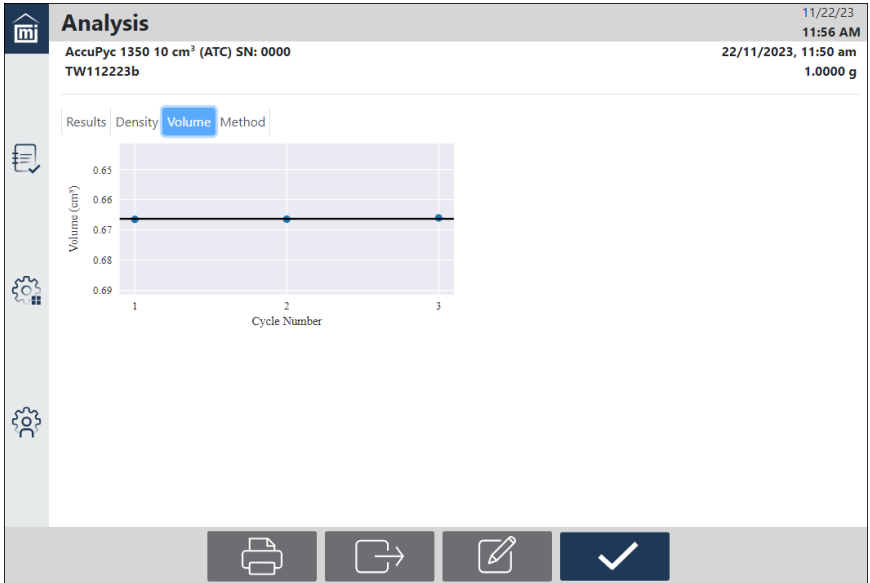 mi
Analysis
11/22/23
11:56 AM
AccuPyc 1350 10 cm³ (ATC) SN: 0000
22/11/2023, 11:50 am
TW112223b
1.0000 g
Results Density Volume Method
Volume (cm³)
0.65
0.66
0.67
0.68
0.69
1 2 3
Cycle Number